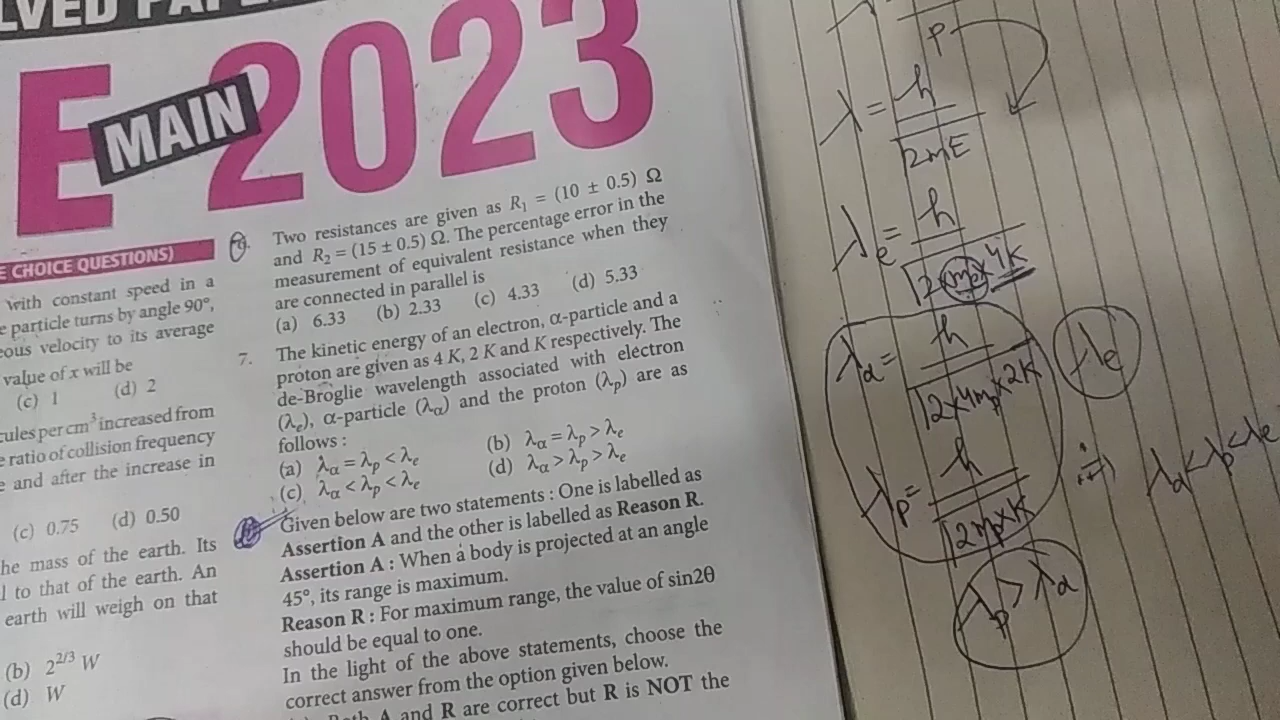 LVED PAPER
E MAIN 2023
E CHOICE QUESTIONS)
with constant speed in a
particle turns by angle 90°,
velocity to its average
value of x will be
(c) 1 (d) 2
per cm³ increased from
ratio of collision frequency
and after the increase in
(c) 0.75 (d) 0.50
he mass of the earth. Its
l to that of the earth. An
earth will weigh on that
(b) 2^{2/3} W
(d) W
Two resistances are given as R₁ = (10 ± 0.5) Ω
and R₂ = (15 ± 0.5) Ω. The percentage error in the
measurement of equivalent resistance when they
are connected in parallel is
(a) 6.33 (b) 2.33 (c) 4.33 (d) 5.33
7. The kinetic energy of an electron, α-particle and a
proton are given as 4 K, 2 K and K respectively. The
de-Broglie wavelength associated with electron
(λe), α-particle (λα) and the proton (λp) are as
follows :
(a) λα = λp < λe (b) λα = λp > λe
(c) λα < λp < λe (d) λα > λp > λe
Given below are two statements : One is labelled as
Assertion A and the other is labelled as Reason R.
Assertion A : When a body is projected at an angle
45°, its range is maximum.
Reason R : For maximum range, the value of sin2θ
should be equal to one.
In the light of the above statements, choose the
correct answer from the option given below.
Both A and R are correct but R is NOT the
P
λ = h
√2mE
λe = h
√2×mp×4K
λα = h
√2×4mp×2K
λe
λp = h
√2mp×K
λα<λp<λe
λp > λα